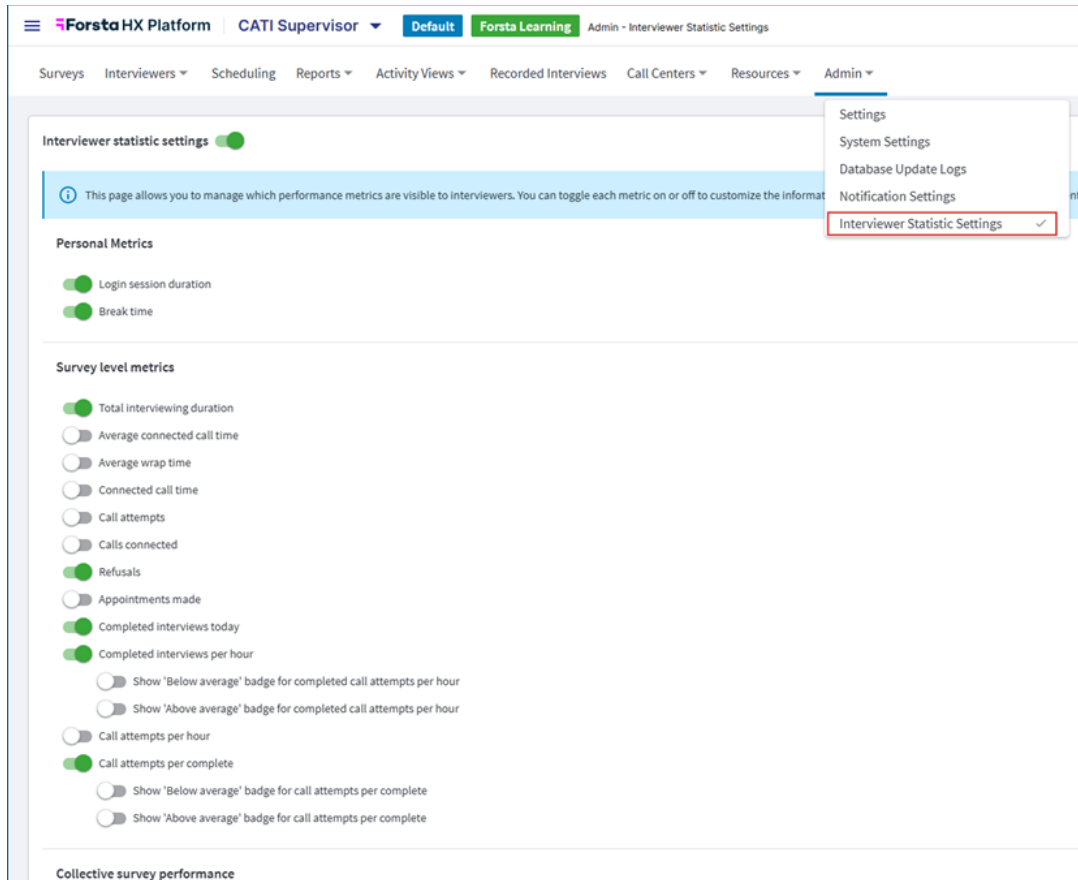 Forsta HX Platform CATI Supervisor Default Forsta Learning Admin - Interviewer Statistic Settings
Surveys Interviewers Scheduling Reports Activity Views Recorded Interviews Call Centers Resources Admin
Settings
System Settings
Database Update Logs
Notification Settings
Interviewer Statistic Settings
Interviewer statistic settings
This page allows you to manage which performance metrics are visible to interviewers. You can toggle each metric on or off to customize the
Personal Metrics
Login session duration
Break time
Survey level metrics
Total interviewing duration
Average connected call time
Average wrap time
Connected call time
Call attempts
Calls connected
Refusals
Appointments made
Completed interviews today
Completed interviews per hour
Show 'Below average' badge for completed call attempts per hour
Show 'Above average' badge for completed call attempts per hour
Call attempts per hour
Call attempts per complete
Show 'Below average' badge for call attempts per complete
Show 'Above average' badge for call attempts per complete
Collective survey performance